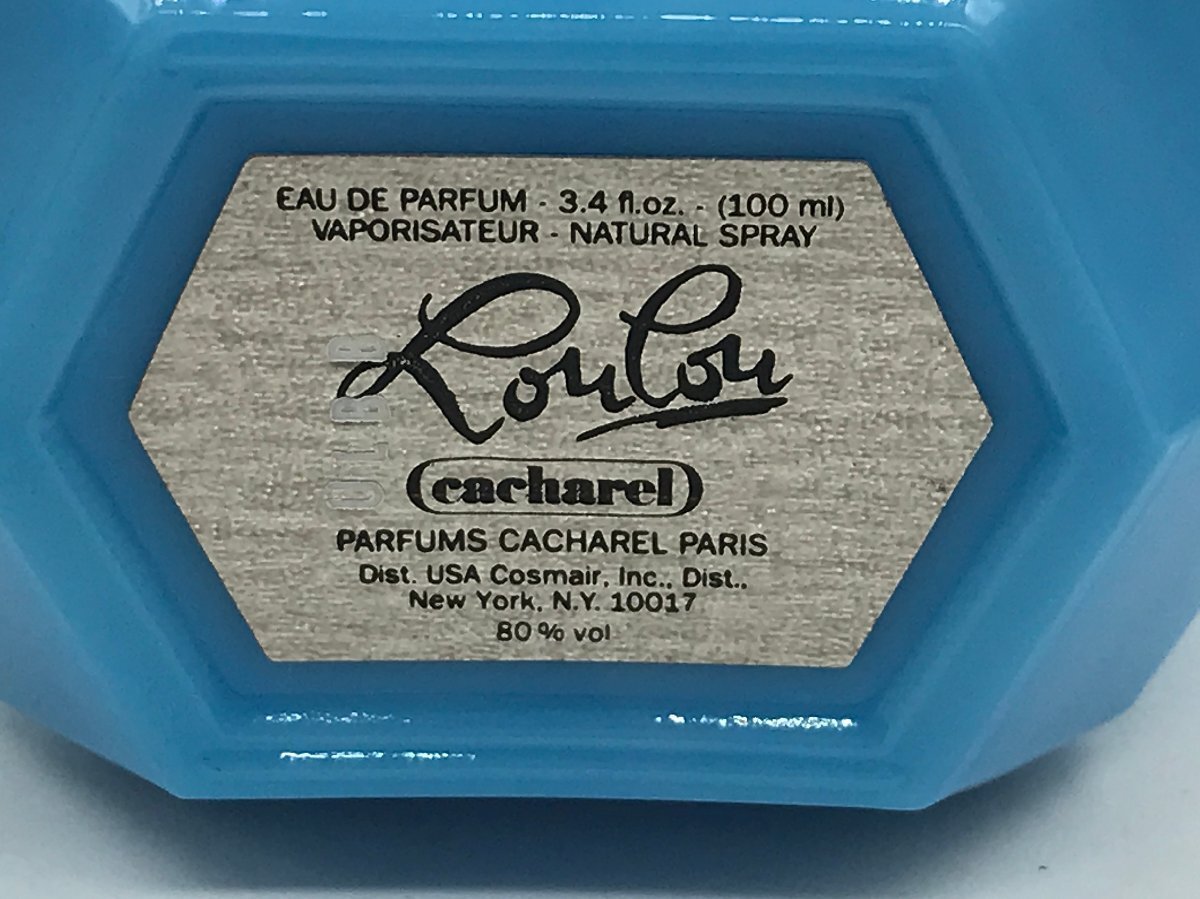 EAU DE PARFUM - 3.4 fl.oz. - (100 ml)
VAPORISATEUR - NATURAL SPRAY
LouLou
cacharel
PARFUMS CACHAREL PARIS
Dist. USA Cosmair, Inc., Dist.,
New York, N.Y. 10017
80% vol